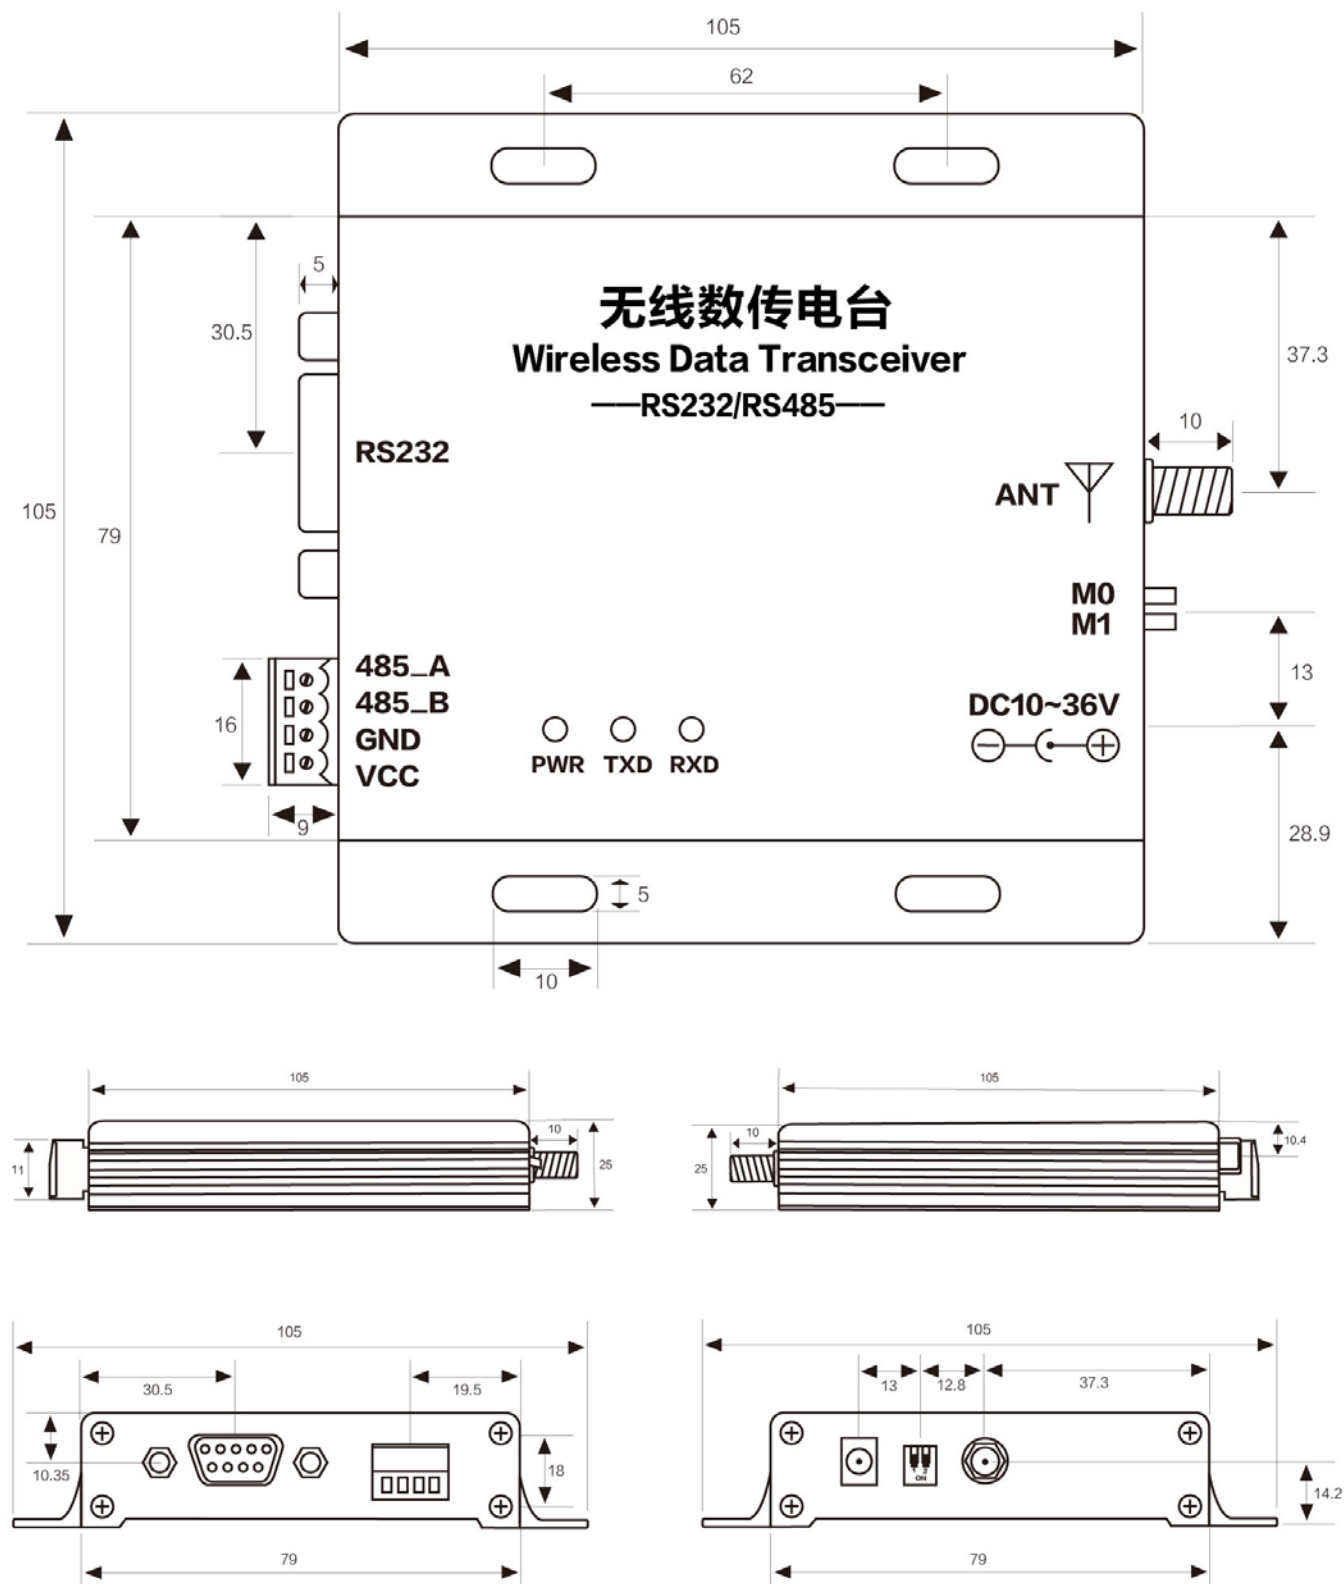 105
62
5
30.5
无线数传电台
Wireless Data Transceiver
——RS232/RS485——
37.3
10
RS232
ANT
105
79
M0
M1
13
485_A
485_B
GND
VCC
16
9
PWR TXD RXD
DC10~36V
28.9
5
10
105
10
11
25
105
10
25
10.4
105
30.5
19.5
10.35
18
79
105
13
12.8
37.3
1 2
ON
14.2
79